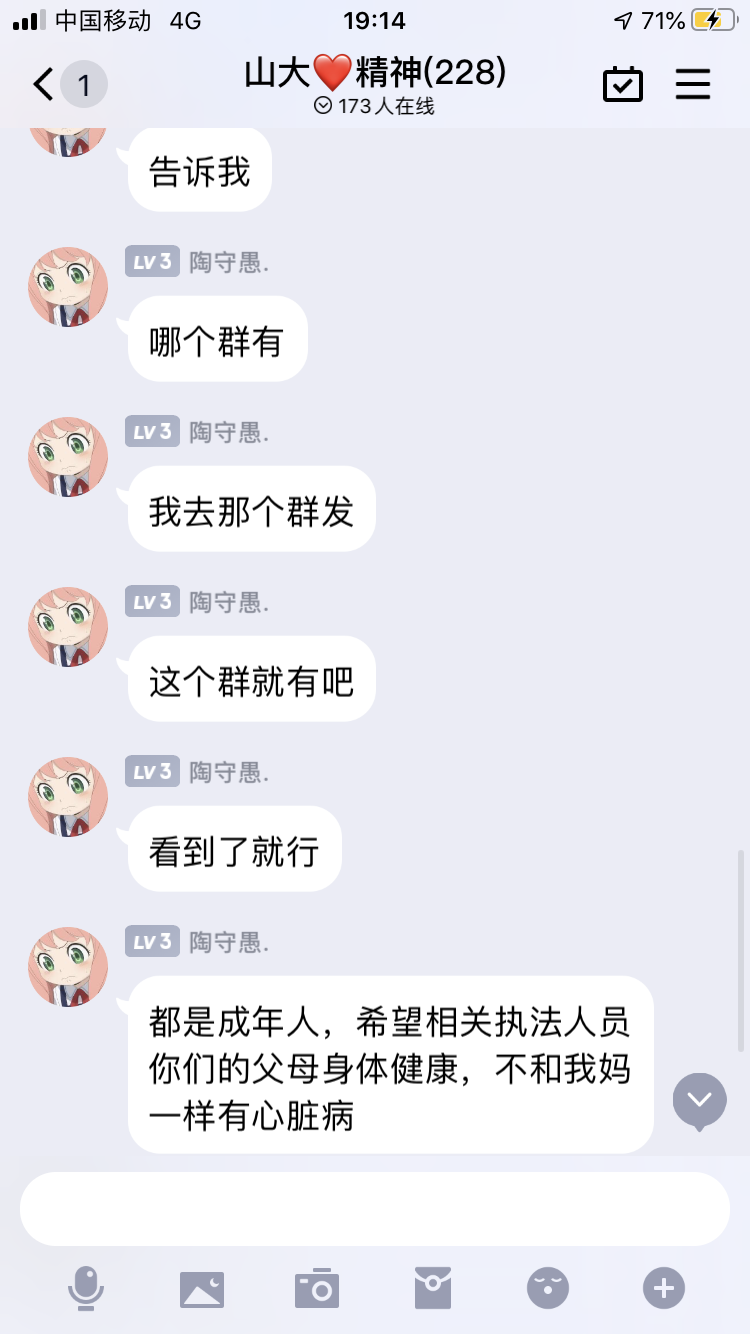 中国移动 4G 19:14 71%
1 山大❤️精神(228)
173人在线
告诉我
LV 3 陶守愚.
哪个群有
LV 3 陶守愚.
我去那个群发
LV 3 陶守愚.
这个群就有吧
LV 3 陶守愚.
看到了就行
LV 3 陶守愚.
都是成年人，希望相关执法人员
你们的父母身体健康，不和我妈
一样有心脏病